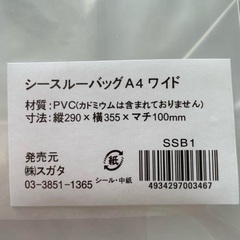 シースルーバッグA4ワイド
材質：PVC(カドミウムは含まれておりません)
寸法：縦290×横355×マチ100mm
SSB1
発売元
㈱スガタ
03-3851-1365
紙
シール・中紙
4934297003467